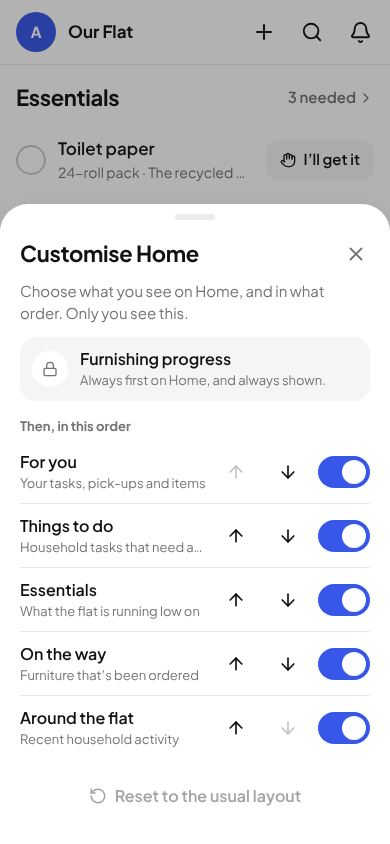 A
Our Flat
Essentials
3 needed
Toilet paper
24-roll pack · The recycled ...
I'll get it
Customise Home
Choose what you see on Home, and in what
order. Only you see this.
Furnishing progress
Always first on Home, and always shown.
Then, in this order
For you
Your tasks, pick-ups and items
Things to do
Household tasks that need a...
Essentials
What the flat is running low on
On the way
Furniture that's been ordered
Around the flat
Recent household activity
Reset to the usual layout